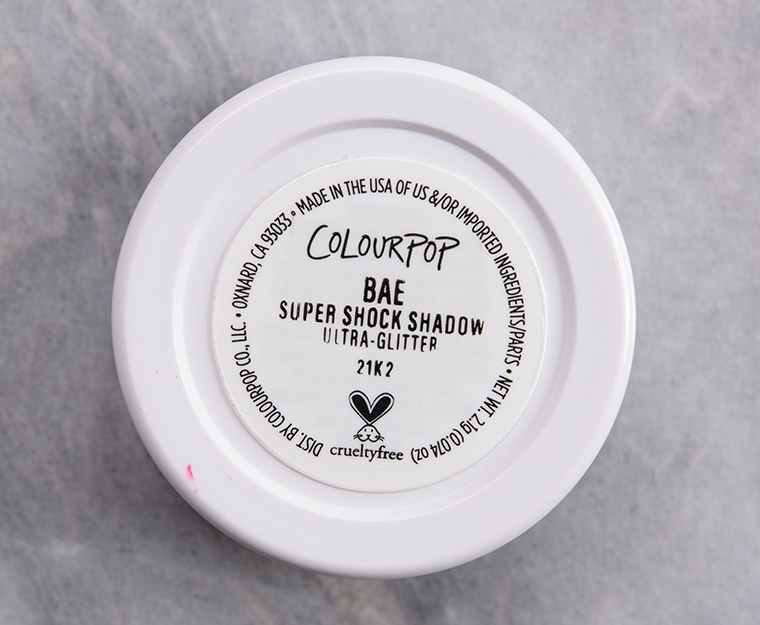 COLOURPOP
BAE
SUPER SHOCK SHADOW
ULTRA-GLITTER
21K2
crueltyfree
DIST. BY COLOURPOP CO., LLC. • OXNARD, CA 93033 • MADE IN THE USA OF US &/OR IMPORTED INGREDIENTS/PARTS • NET WT. 2.1g (0.074 oz)